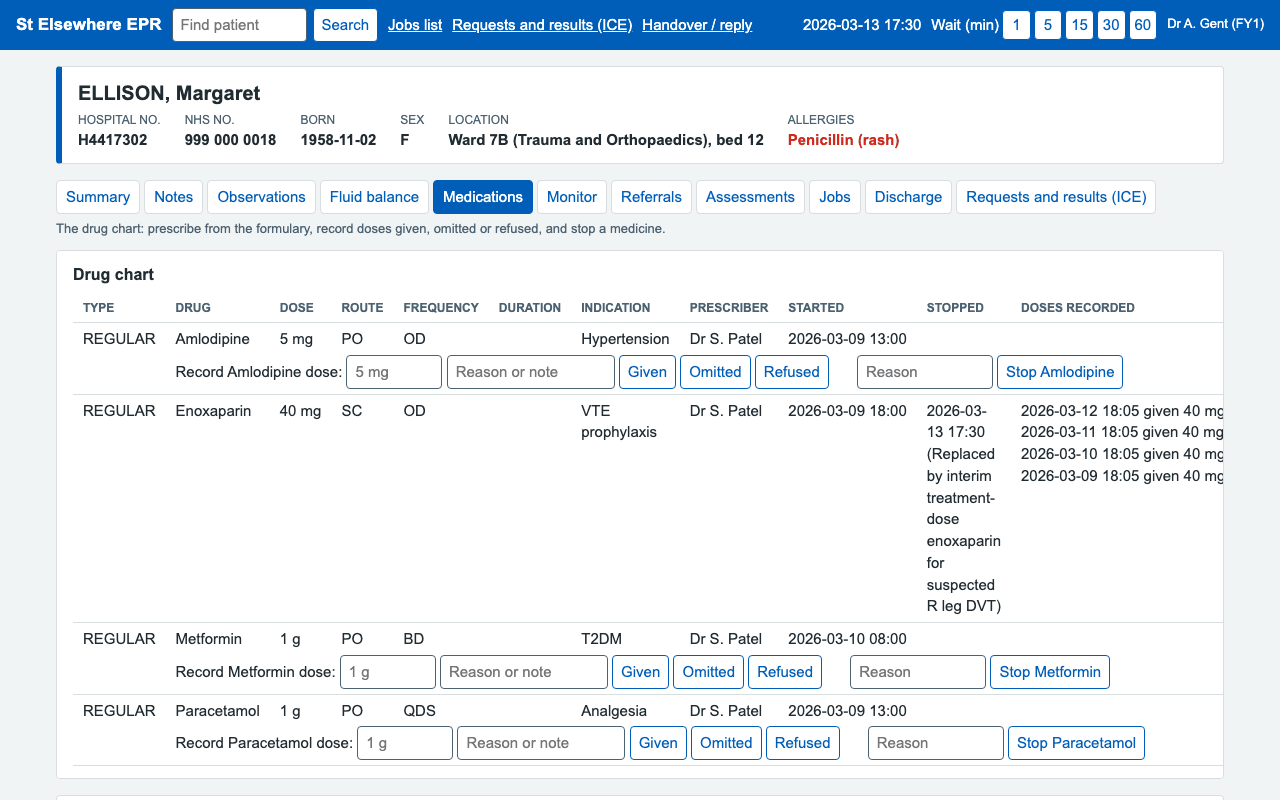 St Elsewhere EPR Find patient Search Jobs list Requests and results (ICE) Handover / reply 2026-03-13 17:30 Wait (min) 1 5 15 30 60 Dr A. Gent (FY1)
ELLISON, Margaret
HOSPITAL NO. NHS NO. BORN SEX LOCATION ALLERGIES
H4417302 999 000 0018 1958-11-02 F Ward 7B (Trauma and Orthopaedics), bed 12 Penicillin (rash)
Summary Notes Observations Fluid balance Medications Monitor Referrals Assessments Jobs Discharge Requests and results (ICE)
The drug chart: prescribe from the formulary, record doses given, omitted or refused, and stop a medicine.
Drug chart
TYPE DRUG DOSE ROUTE FREQUENCY DURATION INDICATION PRESCRIBER STARTED STOPPED DOSES RECORDED
REGULAR Amlodipine 5 mg PO OD Hypertension Dr S. Patel 2026-03-09 13:00
Record Amlodipine dose: 5 mg Reason or note Given Omitted Refused Reason Stop Amlodipine
REGULAR Enoxaparin 40 mg SC OD VTE Dr S. Patel 2026-03-09 18:00 2026-03- 2026-03-12 18:05 given 40 mg
prophylaxis 13 17:30 2026-03-11 18:05 given 40 mg
(Replaced 2026-03-10 18:05 given 40 mg
by interim 2026-03-09 18:05 given 40 mg
treatment-
dose
enoxaparin
for
suspected
R leg DVT)
REGULAR Metformin 1 g PO BD T2DM Dr S. Patel 2026-03-10 08:00
Record Metformin dose: 1 g Reason or note Given Omitted Refused Reason Stop Metformin
REGULAR Paracetamol 1 g PO QDS Analgesia Dr S. Patel 2026-03-09 13:00
Record Paracetamol dose: 1 g Reason or note Given Omitted Refused Reason Stop Paracetamol